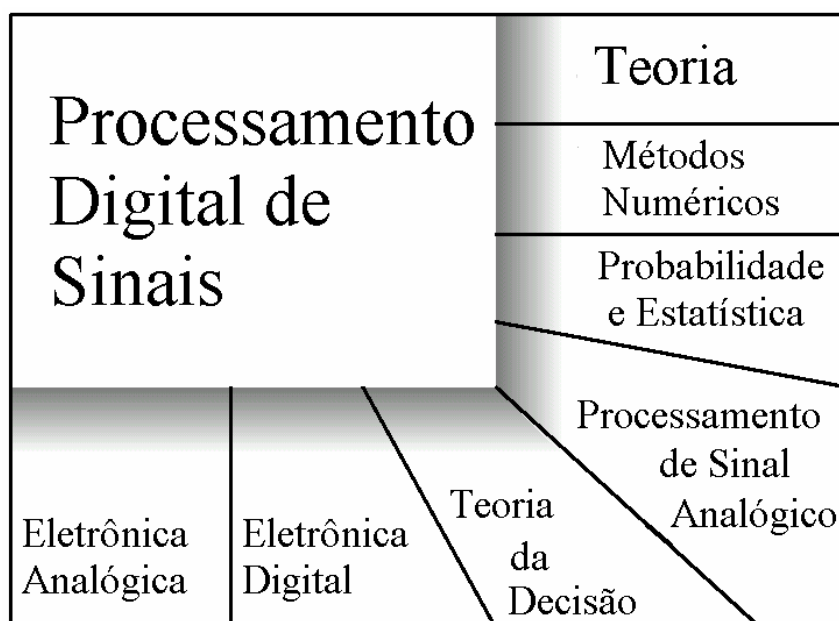 Processamento
Digital de
Sinais
Teoria
Métodos
Numéricos
Probabilidade
e Estatística
Processamento
de Sinal
Analógico
Teoria
da
Decisão
Eletrônica
Digital
Eletrônica
Analógica